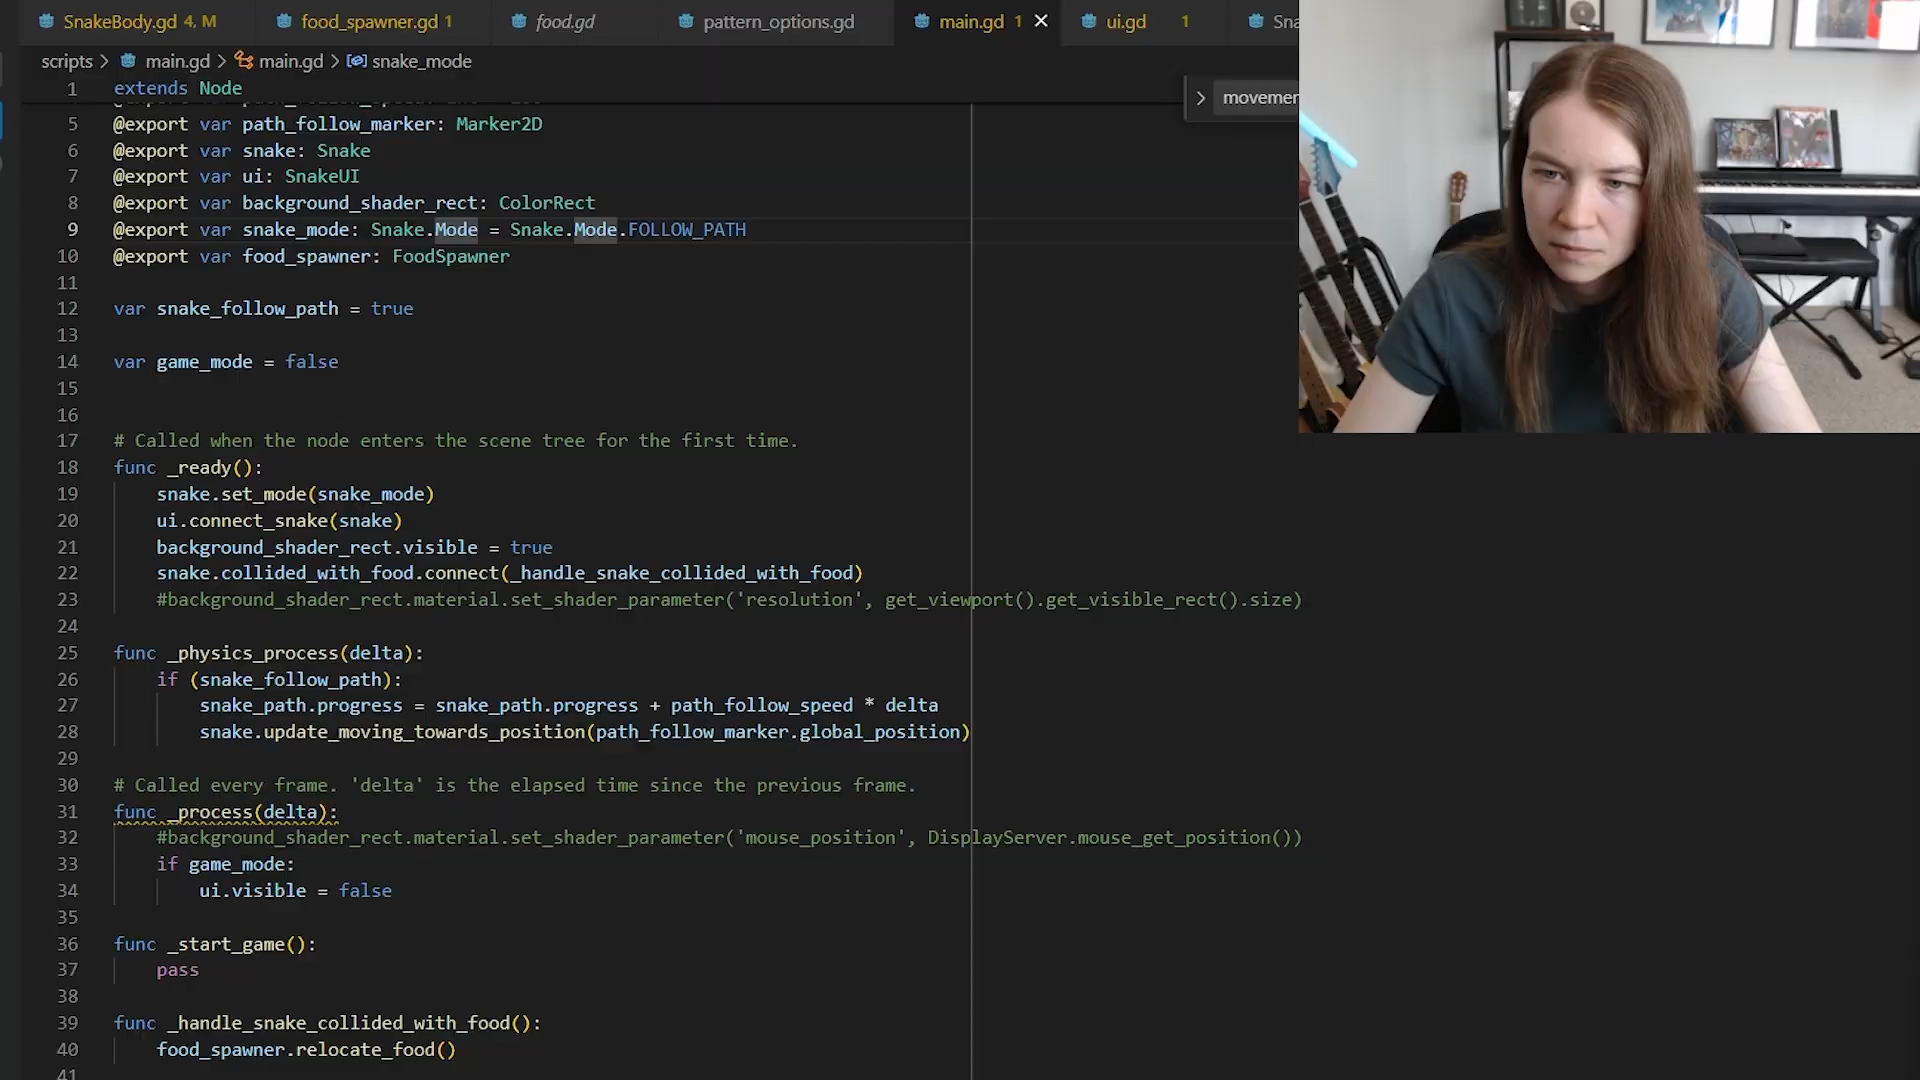 SnakeBody.gd 4, M food_spawner.gd 1 food.gd pattern_options.gd main.gd 1 ui.gd 1
scripts > main.gd > main.gd > snake_mode
1 extends Node
movemen
5 @export var path_follow_marker: Marker2D
6 @export var snake: Snake
7 @export var ui: SnakeUI
8 @export var background_shader_rect: ColorRect
9 @export var snake_mode: Snake.Mode = Snake.Mode.FOLLOW_PATH
10 @export var food_spawner: FoodSpawner
11
12 var snake_follow_path = true
13
14 var game_mode = false
15
16
17 # Called when the node enters the scene tree for the first time.
18 func _ready():
19 snake.set_mode(snake_mode)
20 ui.connect_snake(snake)
21 background_shader_rect.visible = true
22 snake.collided_with_food.connect(_handle_snake_collided_with_food)
23 #background_shader_rect.material.set_shader_parameter('resolution', get_viewport().get_visible_rect().size)
24
25 func _physics_process(delta):
26 if (snake_follow_path):
27 snake_path.progress = snake_path.progress + path_follow_speed * delta
28 snake.update_moving_towards_position(path_follow_marker.global_position)
29
30 # Called every frame. 'delta' is the elapsed time since the previous frame.
31 func _process(delta):
32 #background_shader_rect.material.set_shader_parameter('mouse_position', DisplayServer.mouse_get_position())
33 if game_mode:
34 ui.visible = false
35
36 func _start_game():
37 pass
38
39 func _handle_snake_collided_with_food():
40 food_spawner.relocate_food()
41